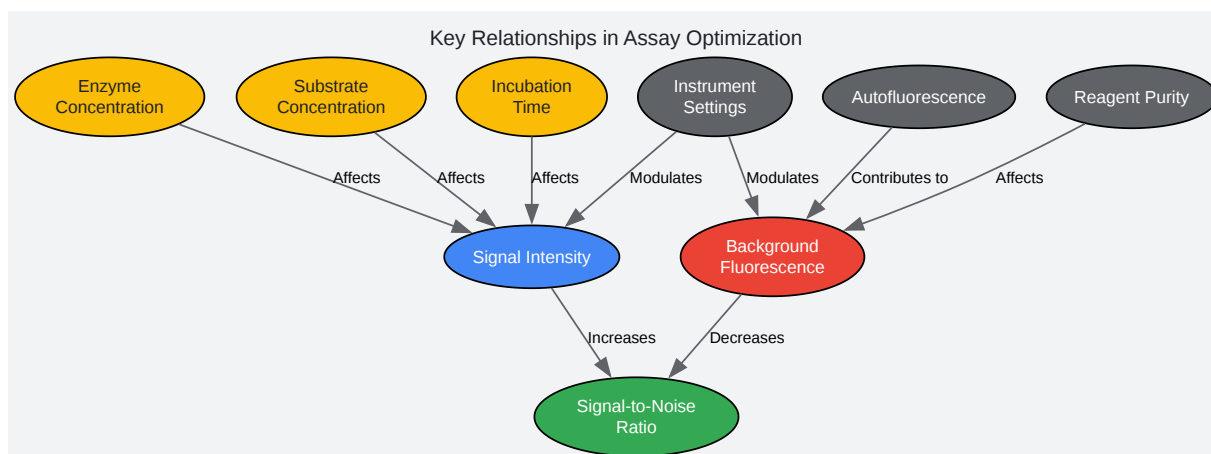 Key Relationships in Assay Optimization
Enzyme
Concentration
Substrate
Concentration
Incubation
Time
Instrument
Settings
Autofluorescence
Reagent Purity
Affects
Affects
Affects
Modulates
Modulates
Contributes to
Affects
Signal Intensity
Background
Fluorescence
Increases
Decreases
Signal-to-Noise
Ratio